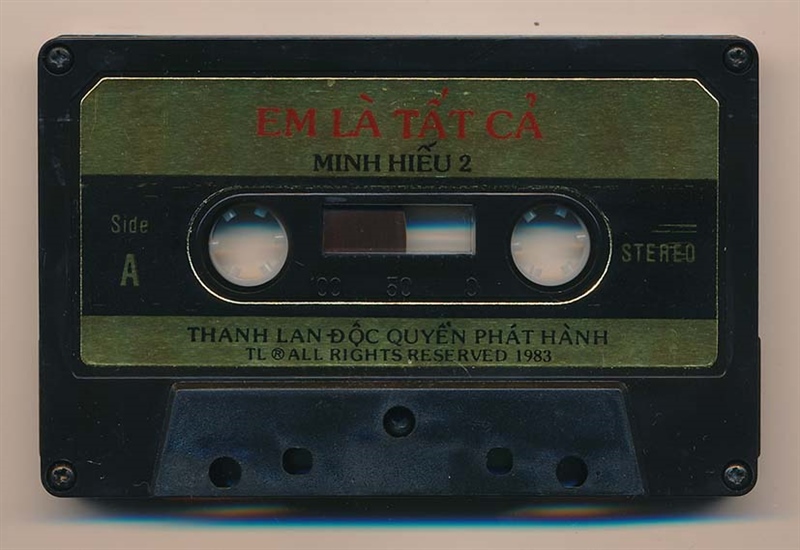 EM LÀ TẤT CẢ
MINH HIẾU 2
Side
A
STEREO
100 50 0
THANH LAN-ĐỘC QUYỀN PHÁT HÀNH
TL ® ALL RIGHTS RESERVED 1983